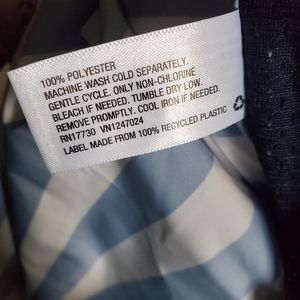 100% POLYESTER
MACHINE WASH COLD SEPARATELY.
GENTLE CYCLE. ONLY NON-CHLORINE
BLEACH IF NEEDED. TUMBLE DRY LOW.
REMOVE PROMPTLY. COOL IRON IF NEEDED.
RN17730 VN1247024
LABEL MADE FROM 100% RECYCLED PLASTIC